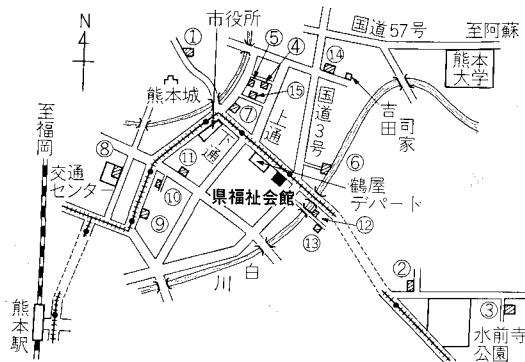 N
市役所
国道57号
至阿蘇
①
⑤
④
⑭
熊本大学
熊本城
⑮
上通
国道3号
吉田司家
至福岡
⑦
下通
⑧
交通センター
⑪
⑥
鶴屋デパート
⑩
県福祉会館
⑨
⑫
⑬
白川
②
③
熊本駅
水前寺公園